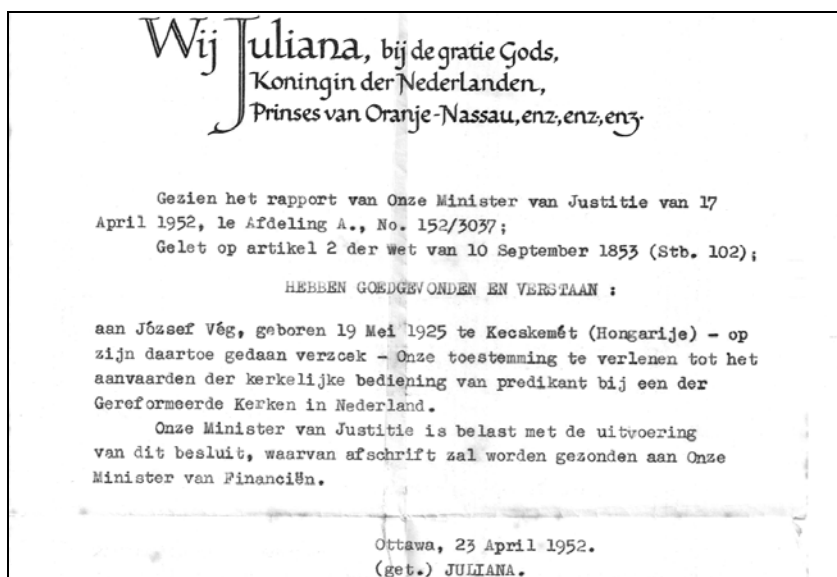 Wij Juliana, bij de gratie Gods,
Koningin der Nederlanden,
Prinses van Oranje-Nassau, enz., enz., enz.
Gezien het rapport van Onze Minister van Justitie van 17
April 1952, 1e Afdeling A., No. 152/3037;
Gelet op artikel 2 der wet van 10 September 1853 (Stb. 102);
HEBBEN GOEDGEVONDEN EN VERSTAAN :
aan József Vég, geboren 19 Mei 1925 te Kecskemét (Hongarije) - op
zijn daartoe gedaan verzoek - Onze toestemming te verlenen tot het
aanvaarden der kerkelijke bediening van predikant bij een der
Gereformeerde Kerken in Nederland.
Onze Minister van Justitie is belast met de uitvoering
van dit besluit, waarvan afschrift zal worden gezonden aan Onze
Minister van Financiën.
Ottawa, 23 April 1952.
(get.) JULIANA.